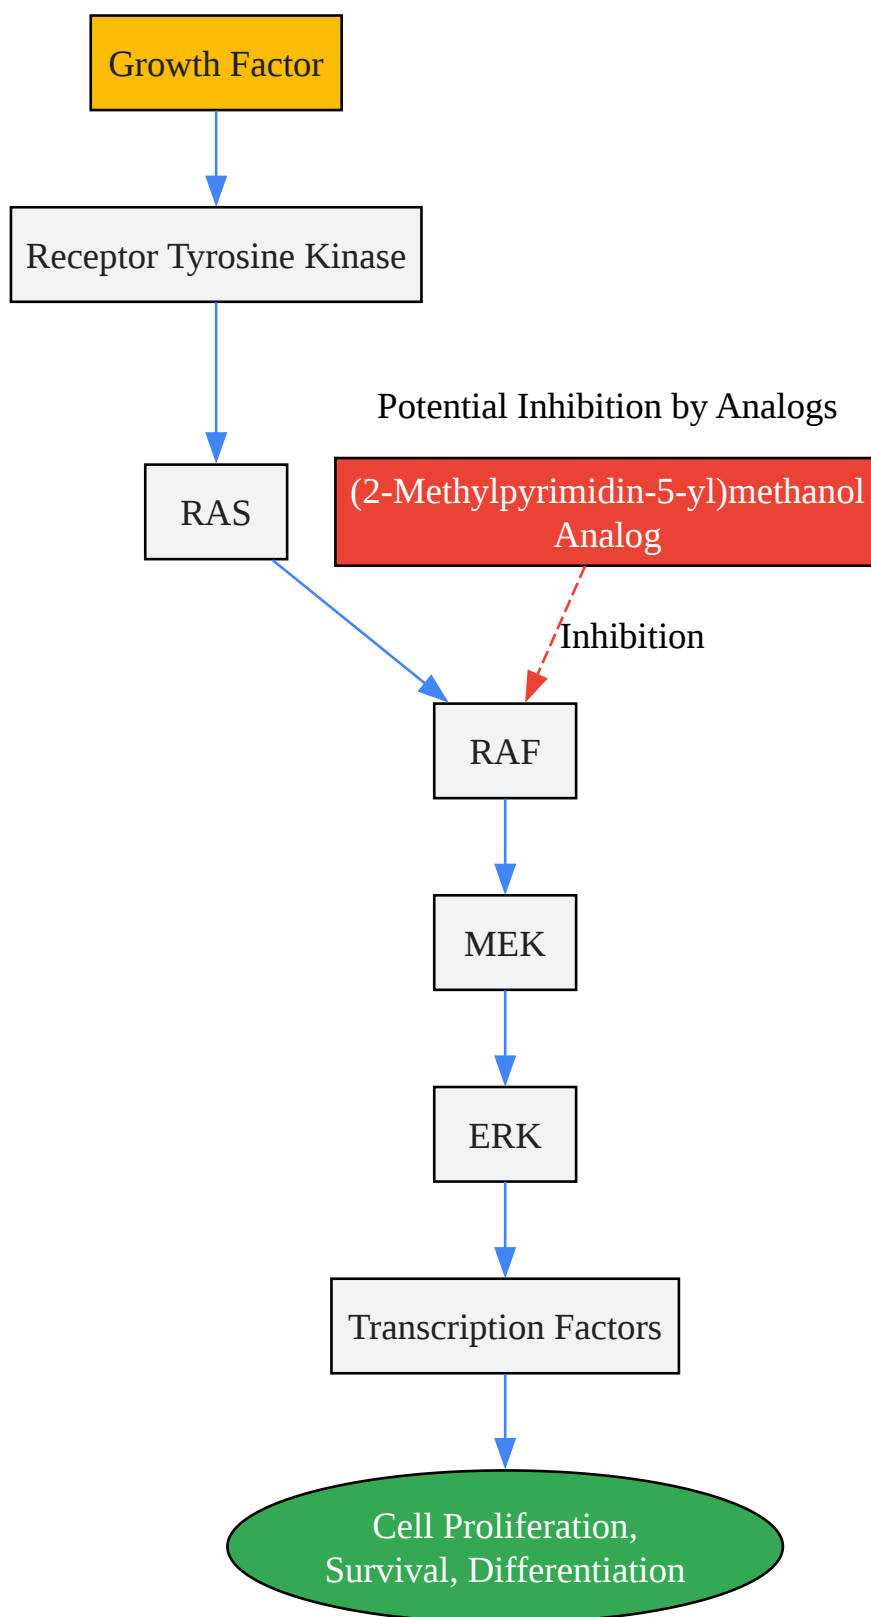 Growth Factor
Receptor Tyrosine Kinase
Potential Inhibition by Analogs
RAS
(2-Methylpyrimidin-5-yl)methanol
Analog
Inhibition
RAF
MEK
ERK
Transcription Factors
Cell Proliferation,
Survival, Differentiation